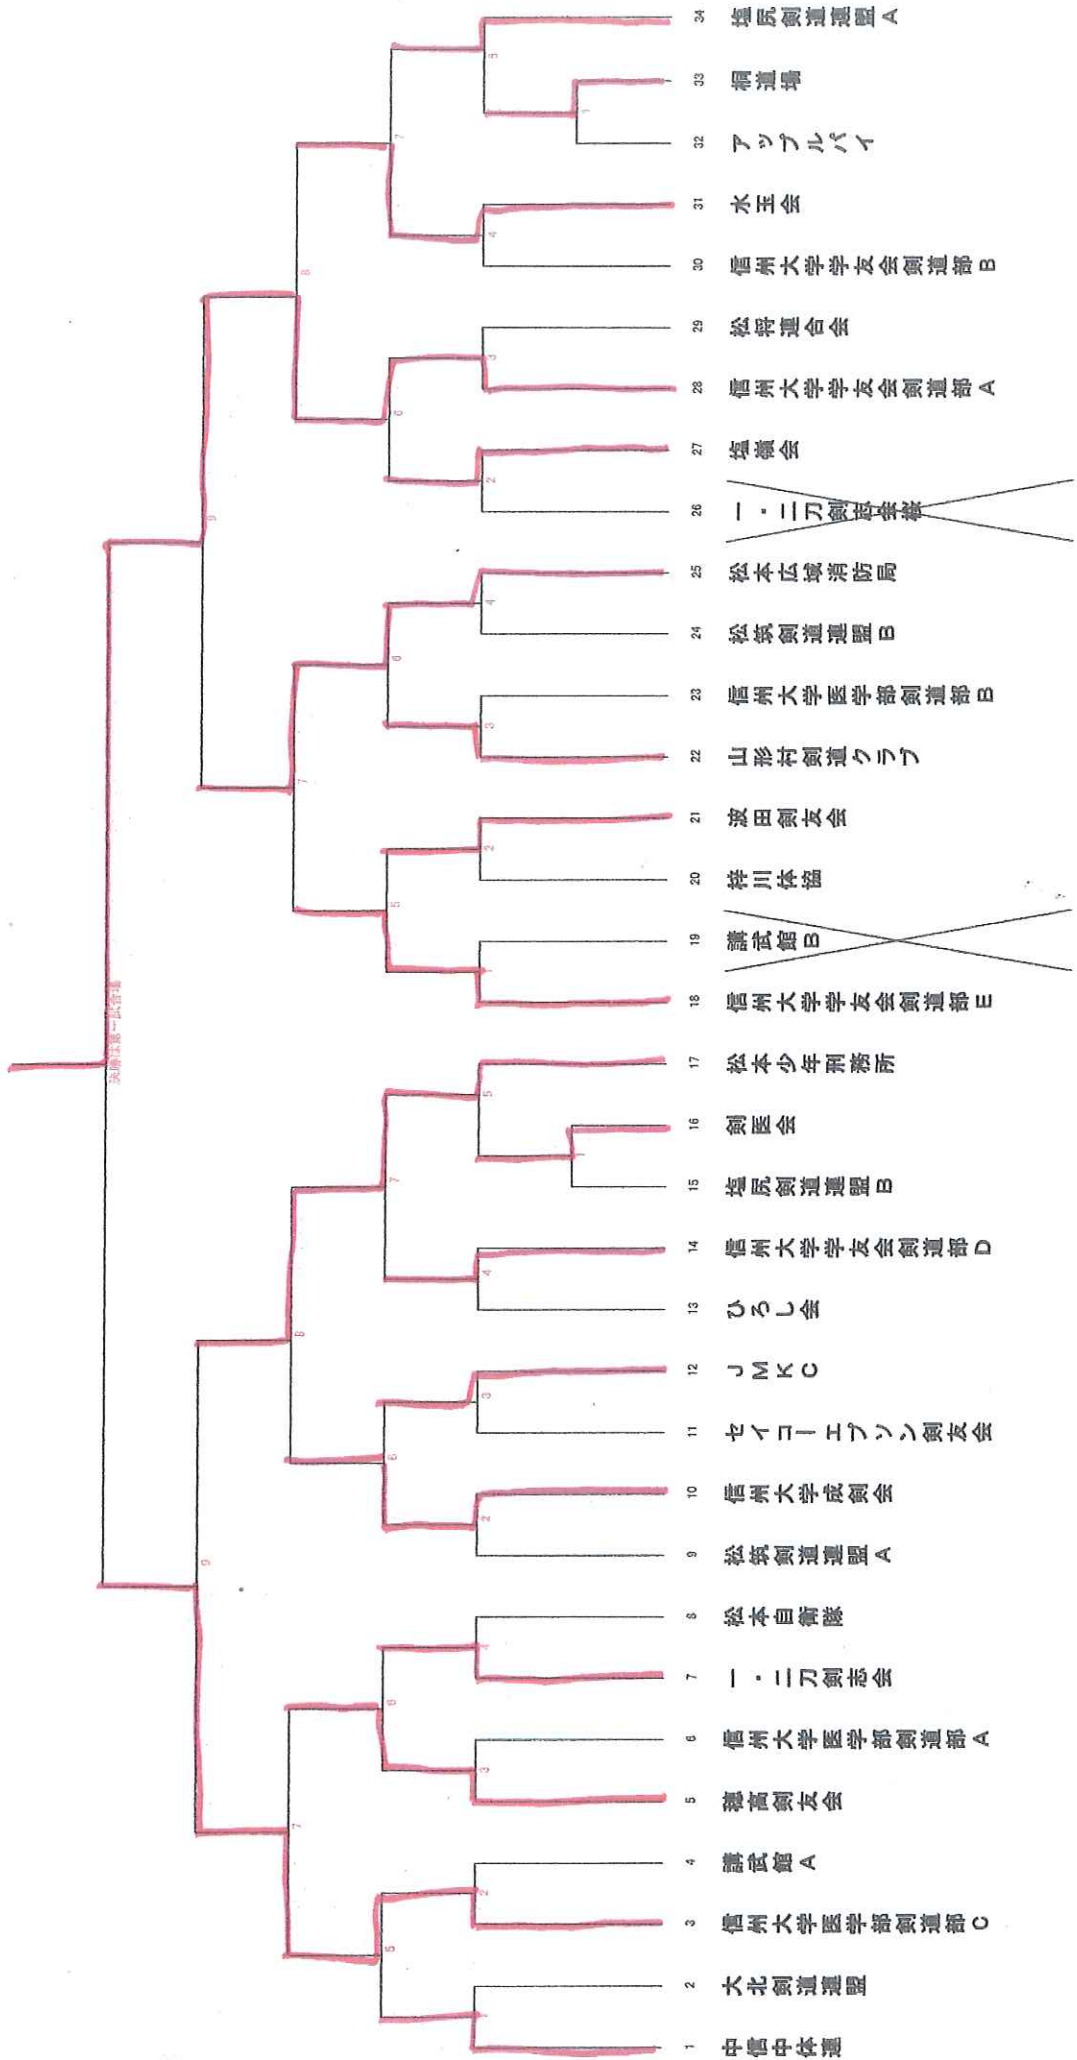 決勝は第一試合場
34 塩尻剣道連盟A
33 桐道場
32 アップルパイ
31 水玉会
30 信州大学学友会剣道部B
29 松将連合会
28 信州大学学友会剣道部A
27 塩嶺会
26 一・二刀剣志会様
25 松本広域消防局
24 松筑剣道連盟B
23 信州大学医学部剣道部B
22 山形村剣道クラブ
21 波田剣友会
20 梓川体協
19 講武館B
18 信州大学学友会剣道部E
17 松本少年刑務所
16 剣医会
15 塩尻剣道連盟B
14 信州大学学友会剣道部D
13 ひろし会
12 JMKC
11 セイコーエプソン剣友会
10 信州大学成剣会
9 松筑剣道連盟A
8 松本自衛隊
7 一・二刀剣志会
6 信州大学医学部剣道部A
5 穂高剣友会
4 講武館A
3 信州大学医学部剣道部C
2 大北剣道連盟
1 中信中体連